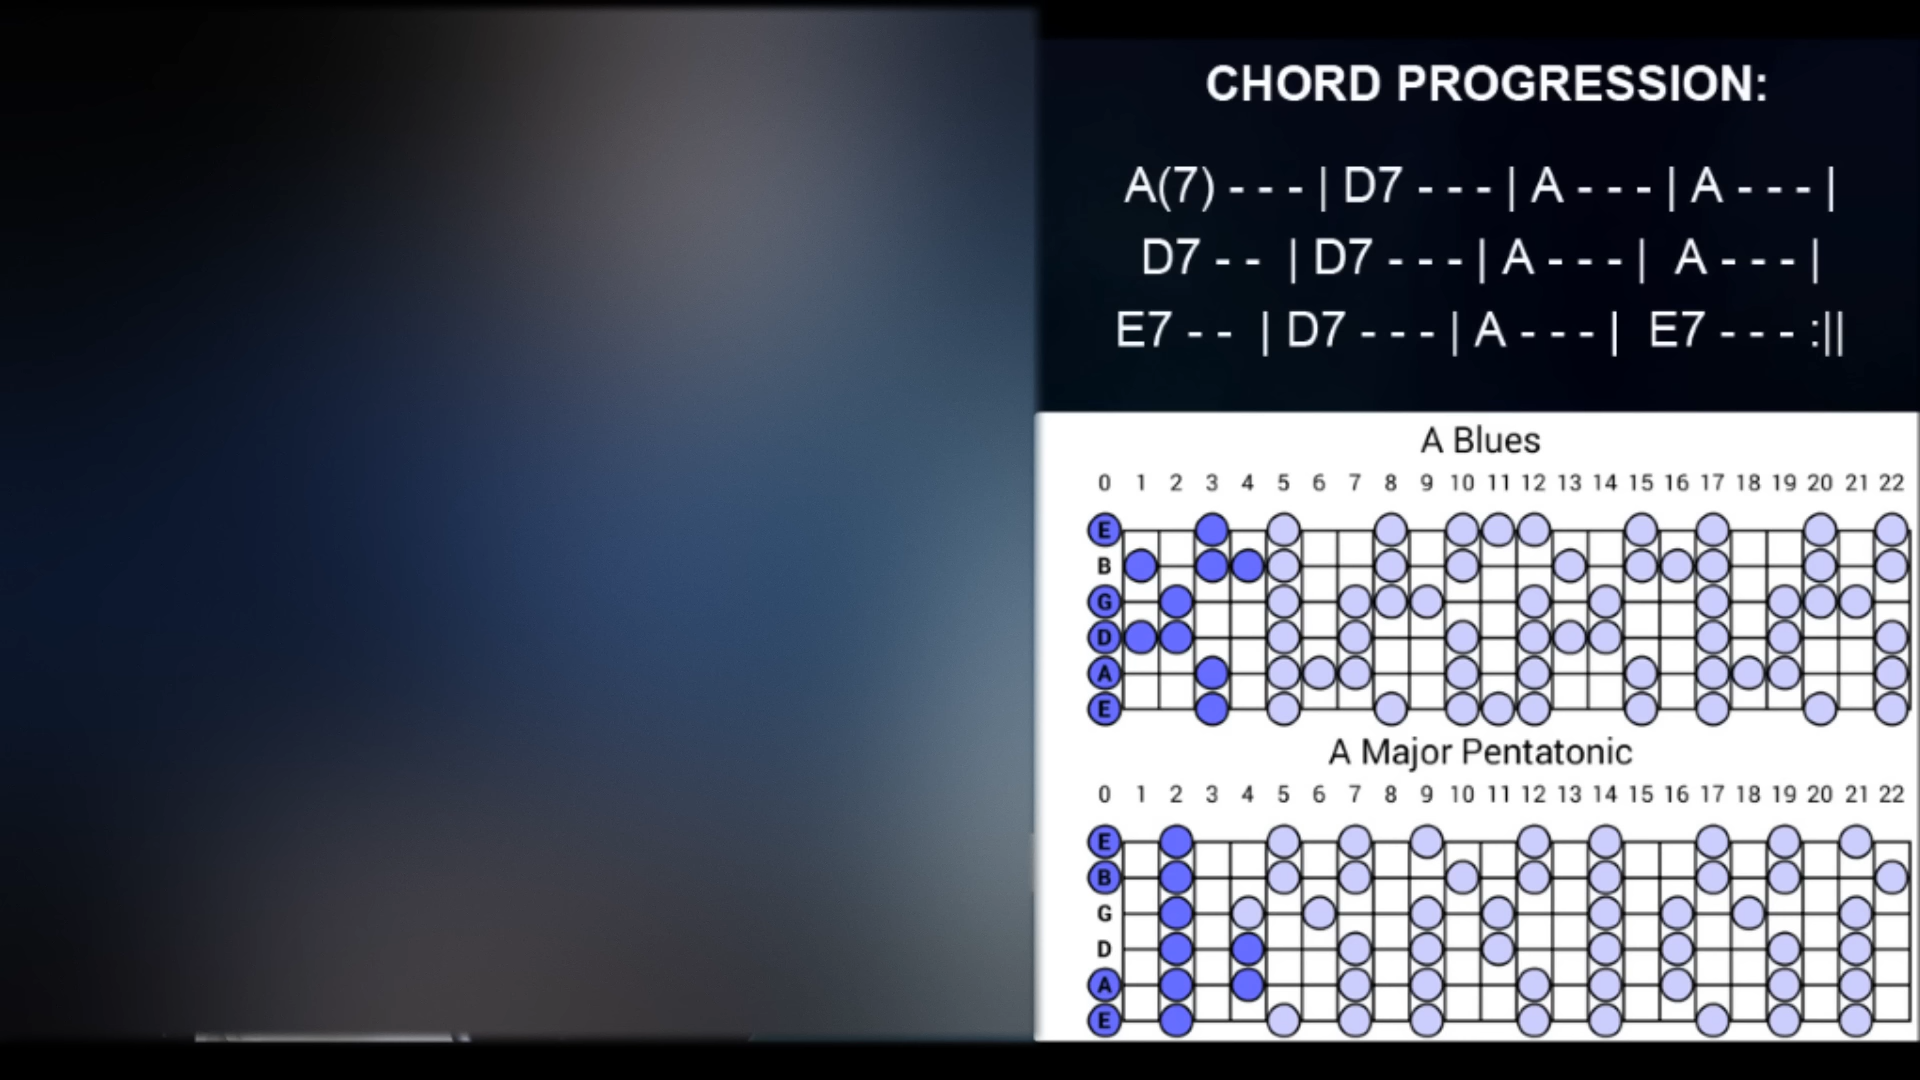 CHORD PROGRESSION:
A(7) - - - | D7 - - - | A - - - | A - - - |
D7 - - | D7 - - - | A - - - | A - - - |
E7 - - | D7 - - - | A - - - | E7 - - - :||
A Blues
0 1 2 3 4 5 6 7 8 9 10 11 12 13 14 15 16 17 18 19 20 21 22
E
B
G
D
A
E
A Major Pentatonic
0 1 2 3 4 5 6 7 8 9 10 11 12 13 14 15 16 17 18 19 20 21 22
E
B
G
D
A
E